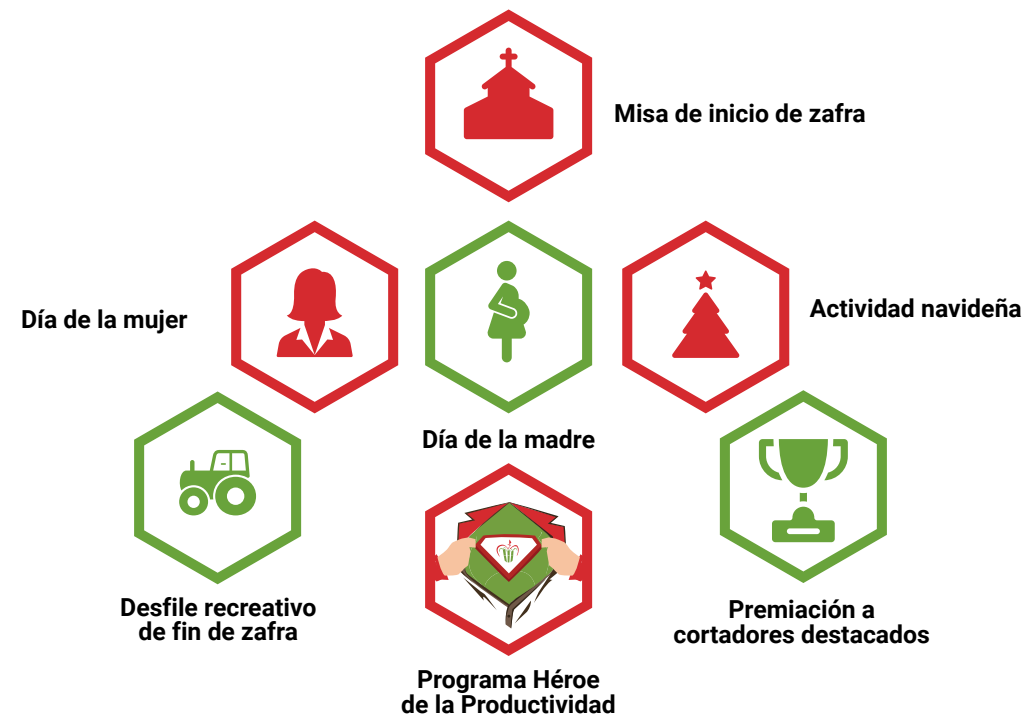 Misa de inicio de zafra
Día de la mujer
Actividad navideña
Día de la madre
Desfile recreativo
de fin de zafra
Premiación a
cortadores destacados
Programa Héroe
de la Productividad